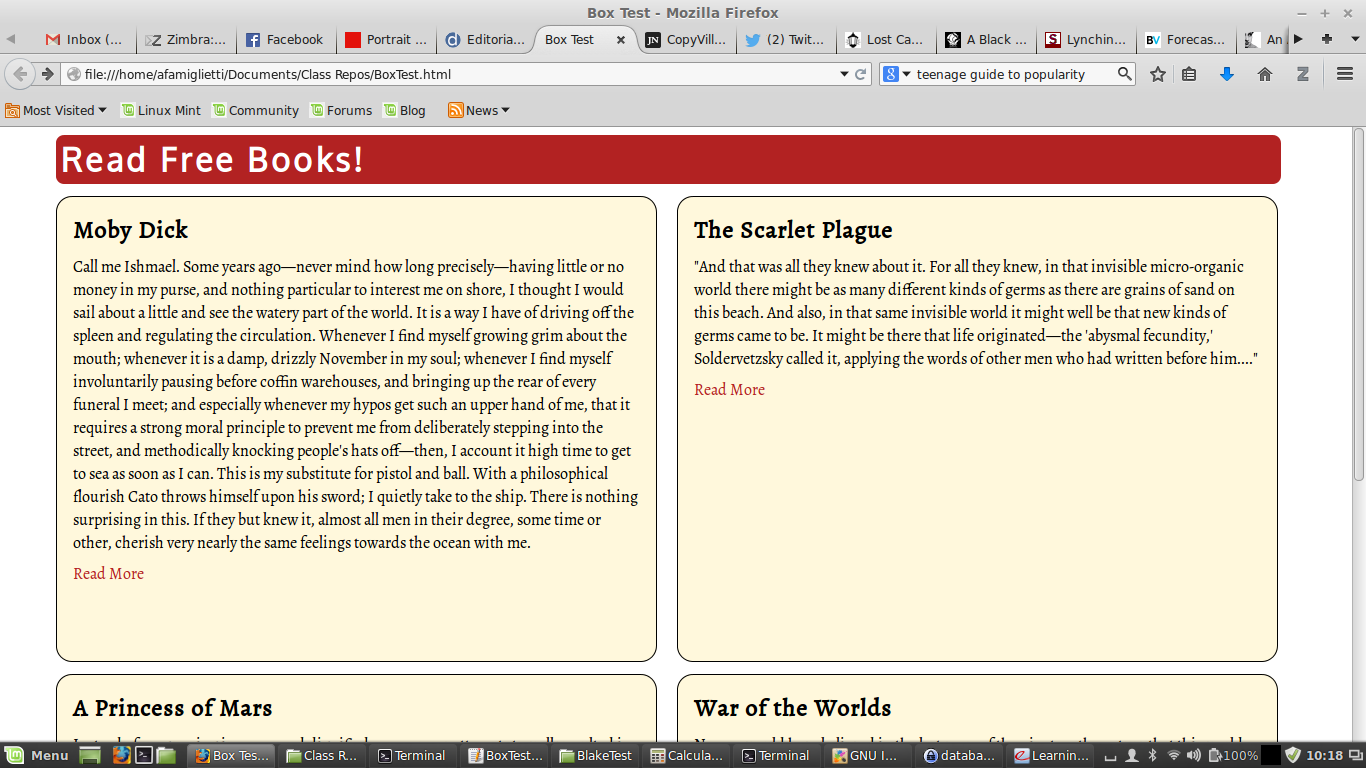 Box Test - Mozilla Firefox
Inbox (... Zimbra:... Facebook Portrait ... Editoria... Box Test CopyVill... (2) Twit... Lost Ca... A Black ... Lynchin... Forecas... An
file:///home/afamiglietti/Documents/Class Repos/BoxTest.html teenage guide to popularity
Most Visited Linux Mint Community Forums Blog News
Read Free Books!
Moby Dick
Call me Ishmael. Some years ago—never mind how long precisely—having little or no
money in my purse, and nothing particular to interest me on shore, I thought I would
sail about a little and see the watery part of the world. It is a way I have of driving off the
spleen and regulating the circulation. Whenever I find myself growing grim about the
mouth; whenever it is a damp, drizzly November in my soul; whenever I find myself
involuntarily pausing before coffin warehouses, and bringing up the rear of every
funeral I meet; and especially whenever my hypos get such an upper hand of me, that it
requires a strong moral principle to prevent me from deliberately stepping into the
street, and methodically knocking people's hats off—then, I account it high time to get
to sea as soon as I can. This is my substitute for pistol and ball. With a philosophical
flourish Cato throws himself upon his sword; I quietly take to the ship. There is nothing
surprising in this. If they but knew it, almost all men in their degree, some time or
other, cherish very nearly the same feelings towards the ocean with me.
Read More
The Scarlet Plague
"And that was all they knew about it. For all they knew, in that invisible micro-organic
world there might be as many different kinds of germs as there are grains of sand on
this beach. And also, in that same invisible world it might well be that new kinds of
germs came to be. It might be there that life originated—the 'abysmal fecundity,'
Soldervetzsky called it, applying the words of other men who had written before him...."
Read More
A Princess of Mars
War of the Worlds
Menu Box Tes... Class R... Terminal BoxTest... BlakeTest Calcula... Terminal GNU I... databa... Learnin... 100% 10:18